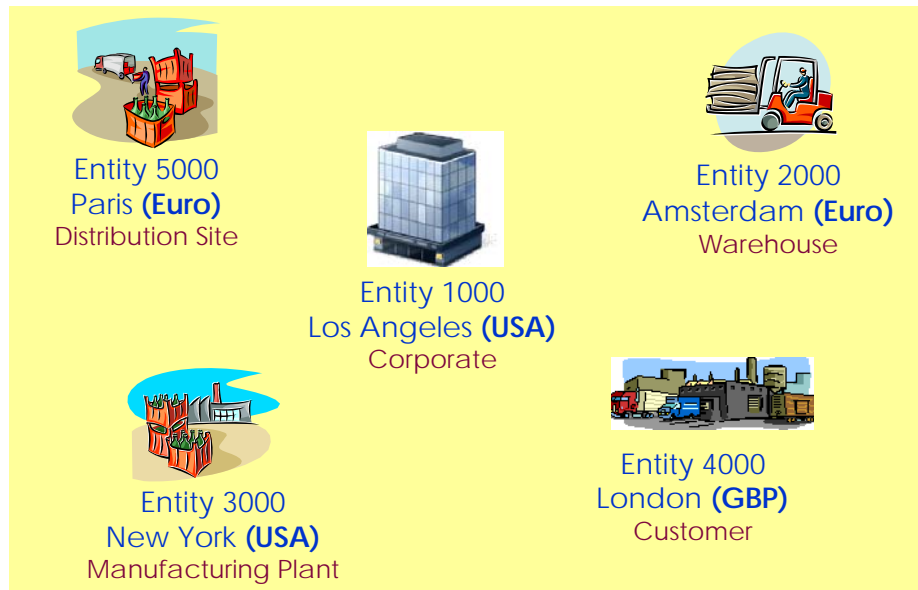 Entity 5000
Paris (Euro)
Distribution Site
Entity 2000
Amsterdam (Euro)
Warehouse
Entity 1000
Los Angeles (USA)
Corporate
Entity 3000
New York (USA)
Manufacturing Plant
Entity 4000
London (GBP)
Customer